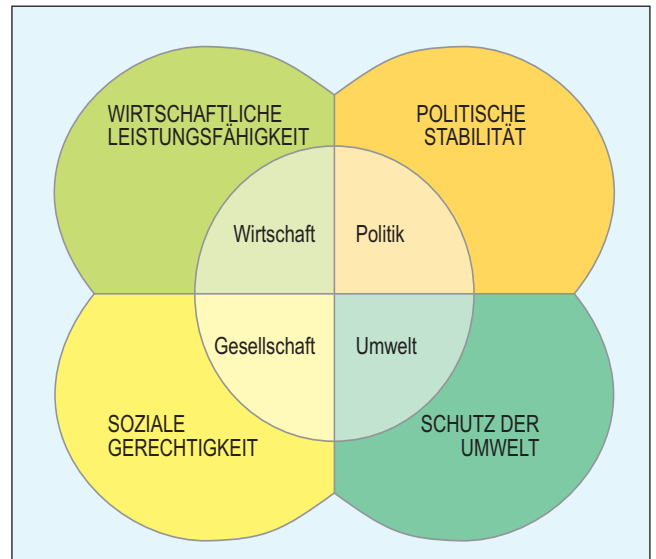 WIRTSCHAFTLICHE
LEISTUNGSFÄHIGKEIT
POLITISCHE
STABILITÄT
Wirtschaft
Politik
Gesellschaft
Umwelt
SOZIALE
GERECHTIGKEIT
SCHUTZ DER
UMWELT